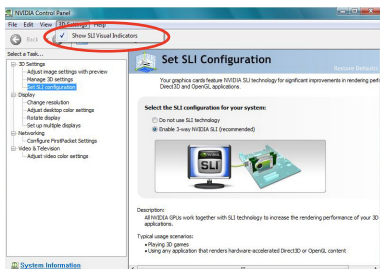 NVIDIA Control Panel
File Edit View 3D Settings Help
Show SLI Visual Indicators
Back
Select a Task...
3D Settings
Adjust image settings with preview
Manage 3D settings
Set SLI configuration
Display
Change resolution
Adjust desktop color settings
Rotate display
Set up multiple displays
Networking
Configure FirstPacket Settings
Video & Television
Adjust video color settings
System Information
Set SLI Configuration
Restore Defaults
Your graphics cards feature NVIDIA SLI technology for significant improvements in rendering perf
Direct3D and OpenGL applications.
Select the SLI configuration for your system:
Do not use SLI technology
Enable 3-way NVIDIA SLI (recommended)
SLI
Description:
All NVIDIA GPUs work together with SLI technology to increase the rendering performance of your 3D
applications.
Typical usage scenarios:
• Playing 3D games
• Using any application that renders hardware-accelerated Direct3D or OpenGL content